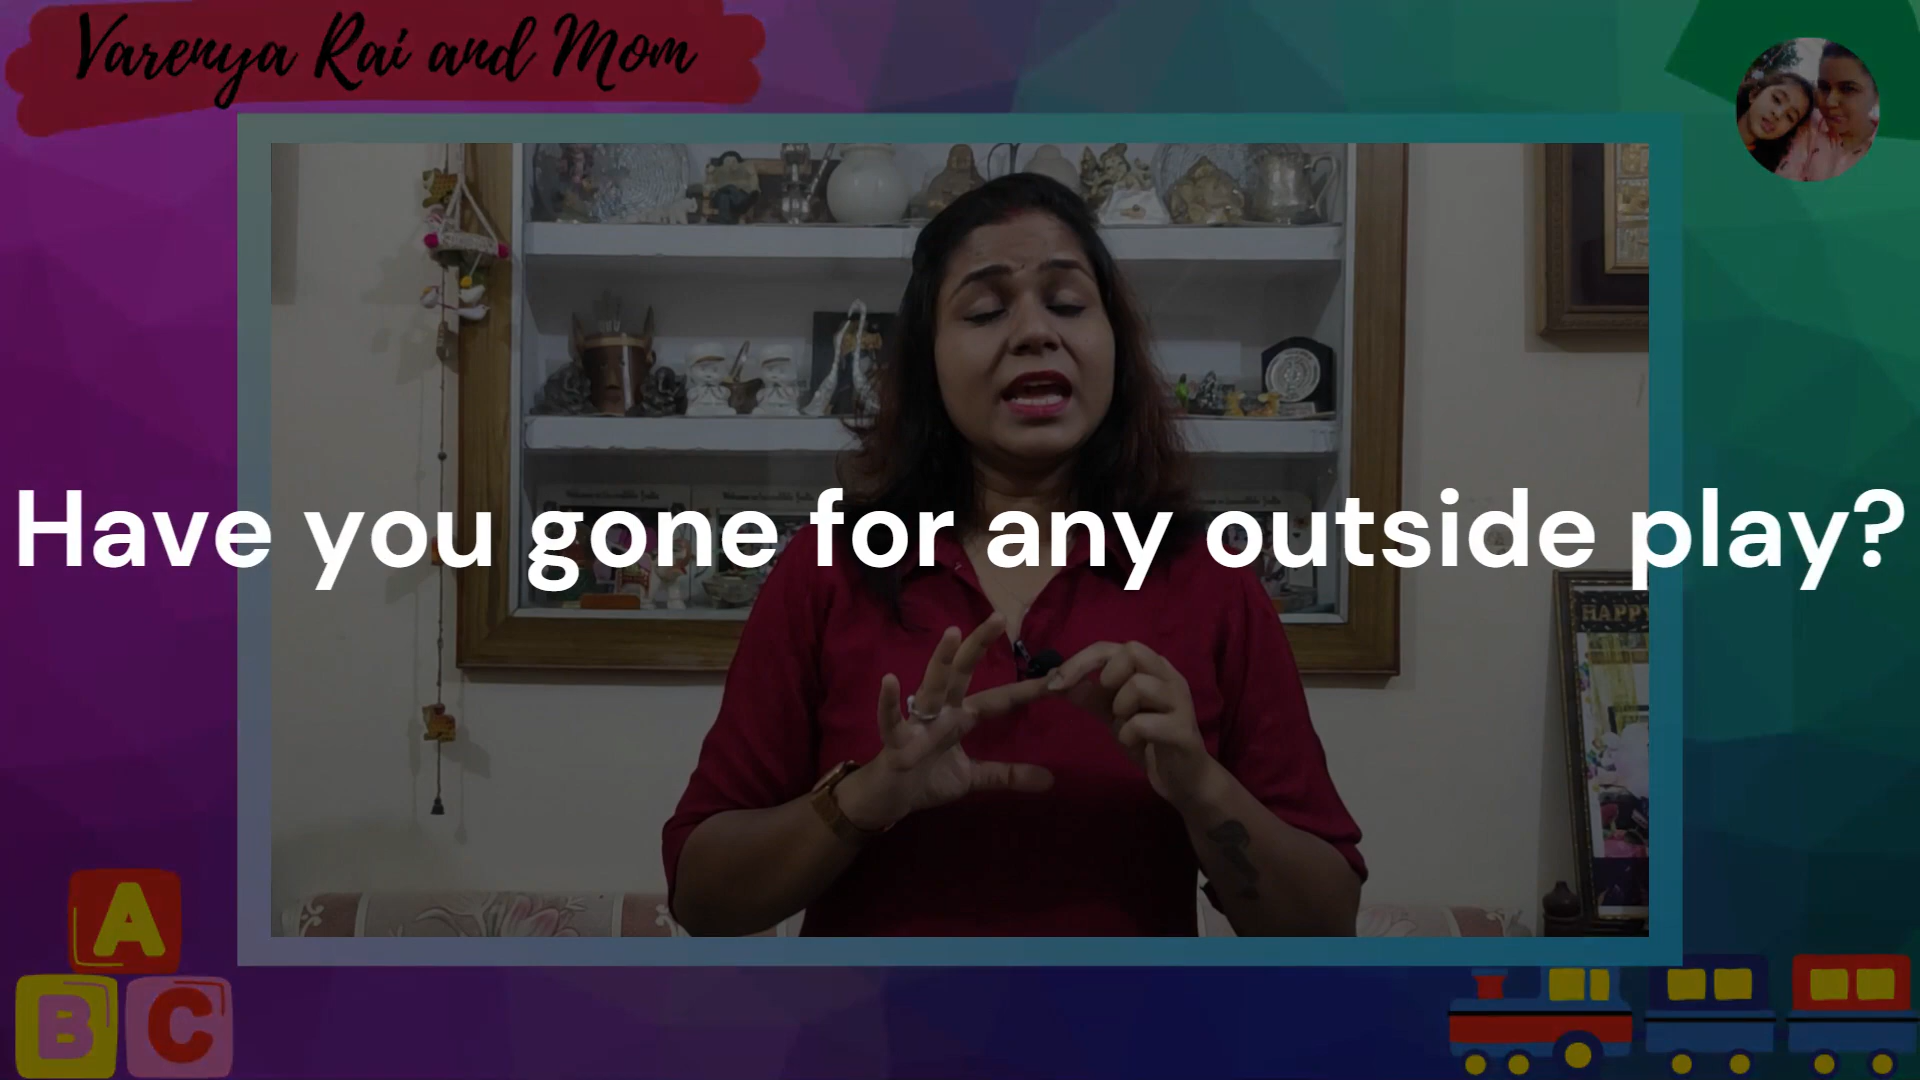 Varenya Rai and Mom
Have you gone for any outside play?
HAPPY
A
B C